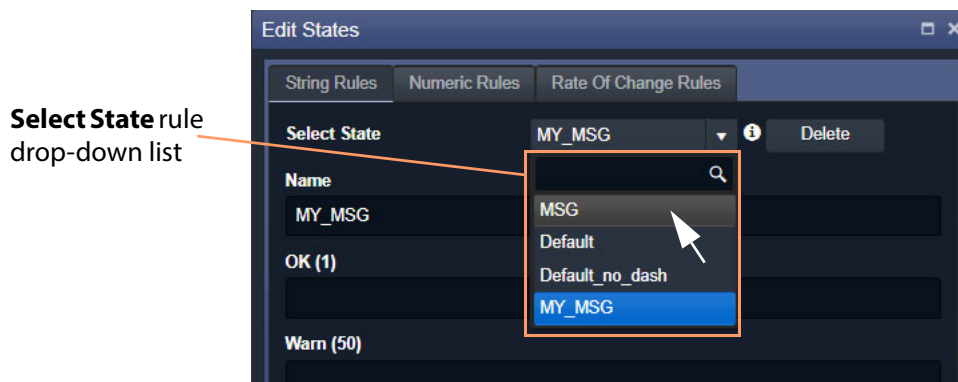 Edit States
String Rules Numeric Rules Rate Of Change Rules
Select State rule
drop-down list
Select State MY_MSG Delete
Name
MY_MSG
MSG
Default
OK (1)
Default_no_dash
MY_MSG
Warn (50)